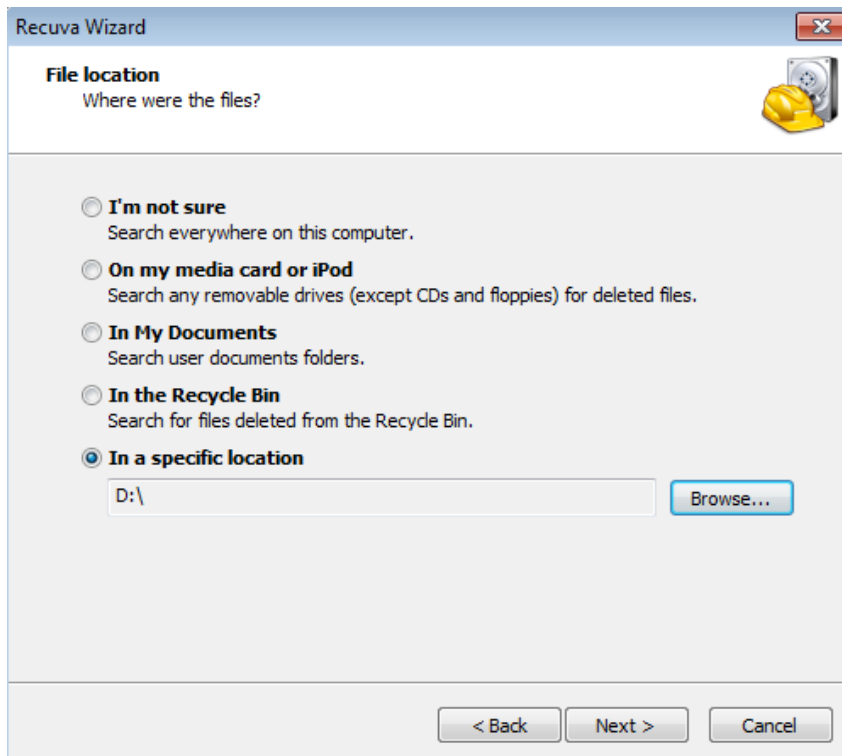 Recuva Wizard
File location
Where were the files?
I'm not sure
Search everywhere on this computer.
On my media card or iPod
Search any removable drives (except CDs and floppies) for deleted files.
In My Documents
Search user documents folders.
In the Recycle Bin
Search for files deleted from the Recycle Bin.
In a specific location
D:\
Browse...
< Back
Next >
Cancel